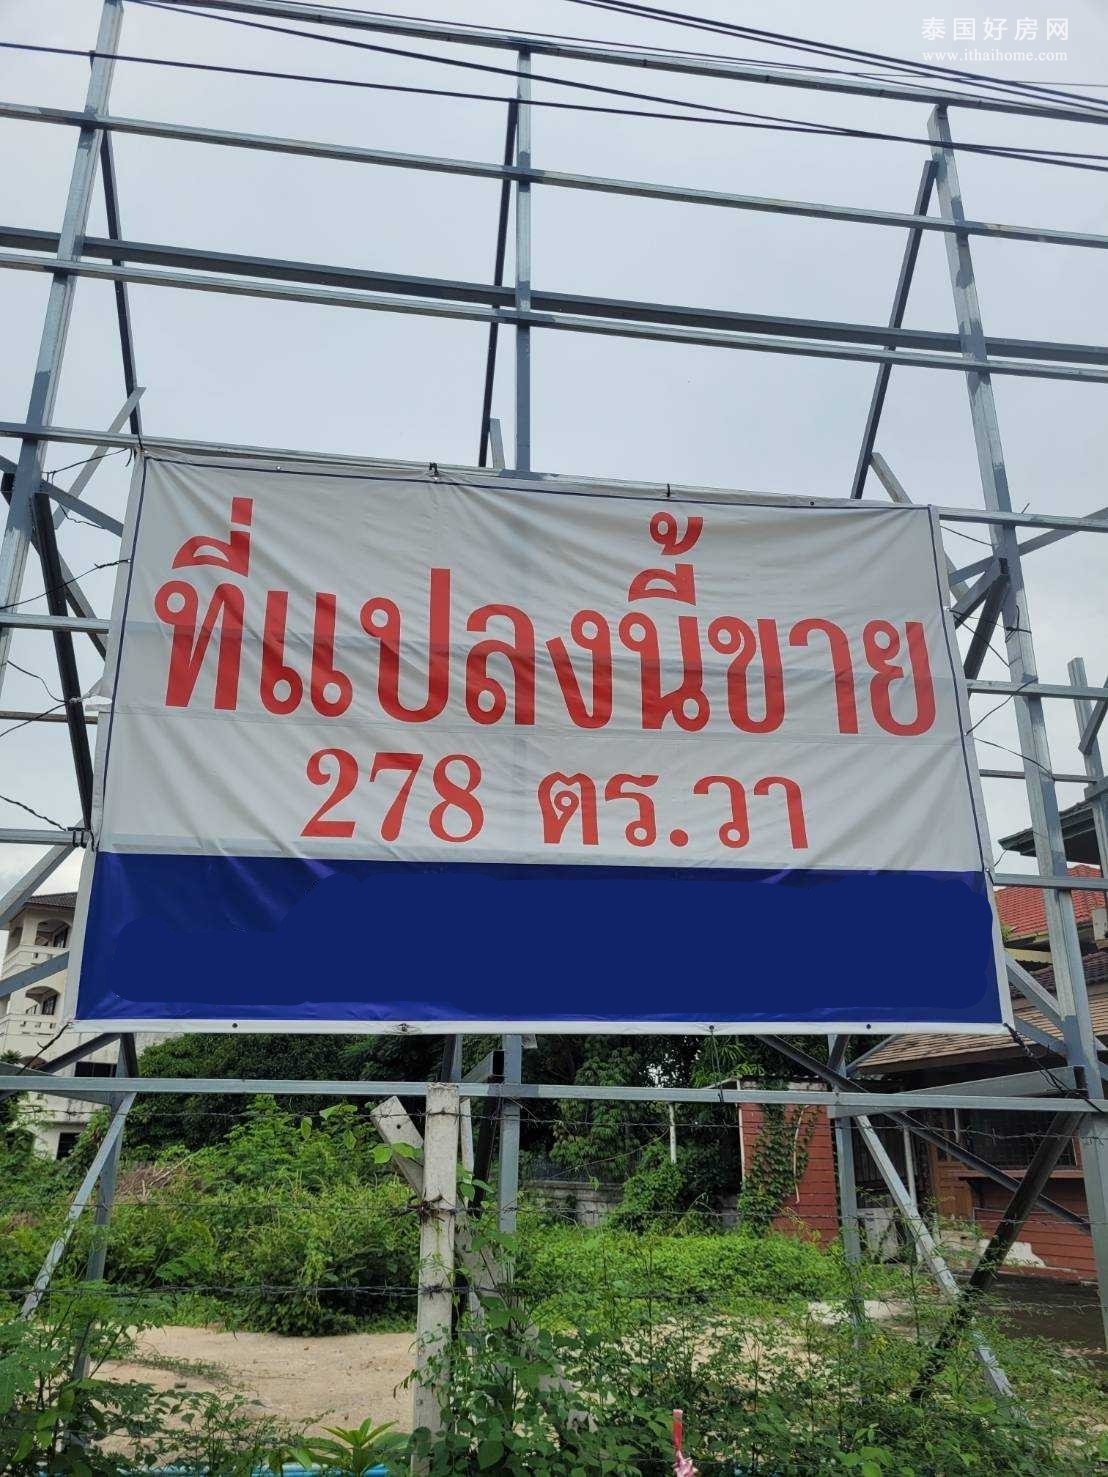 泰国好房网
www.ithaihome.com
ที่แปลงนี้ขาย
278 ตร.วา